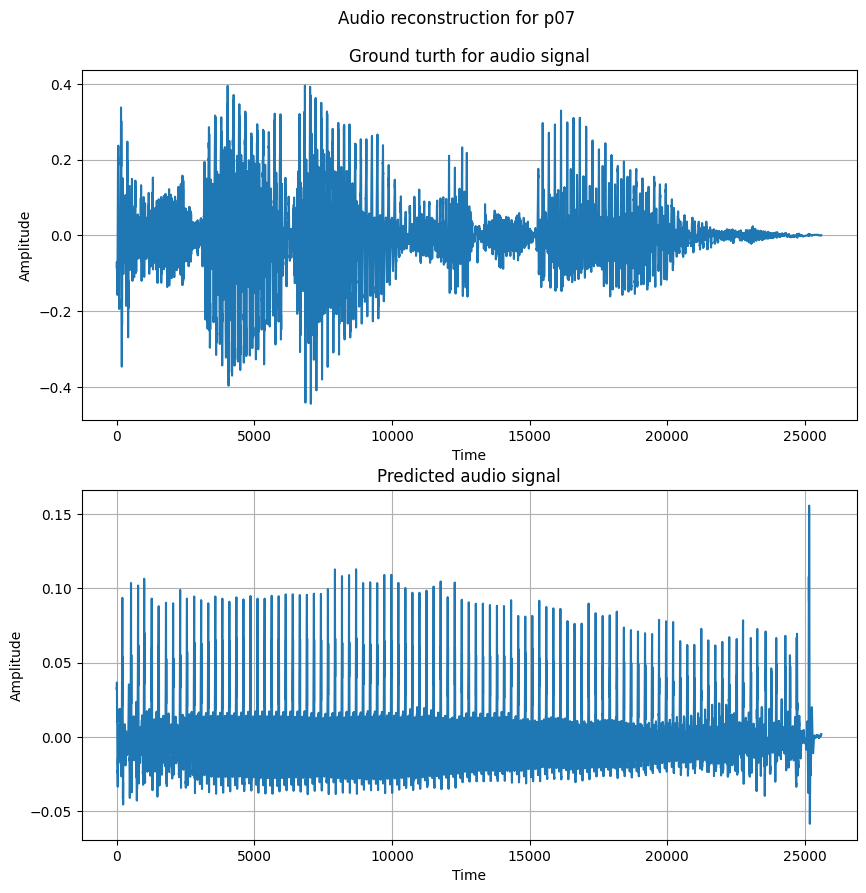 Audio reconstruction for p07
Ground turth for audio signal
0.4
0.2
0.0
−0.2
−0.4
Amplitude
0 5000 10000 15000 20000 25000
Time
Predicted audio signal
0.15
0.10
0.05
0.00
−0.05
Amplitude
0 5000 10000 15000 20000 25000
Time